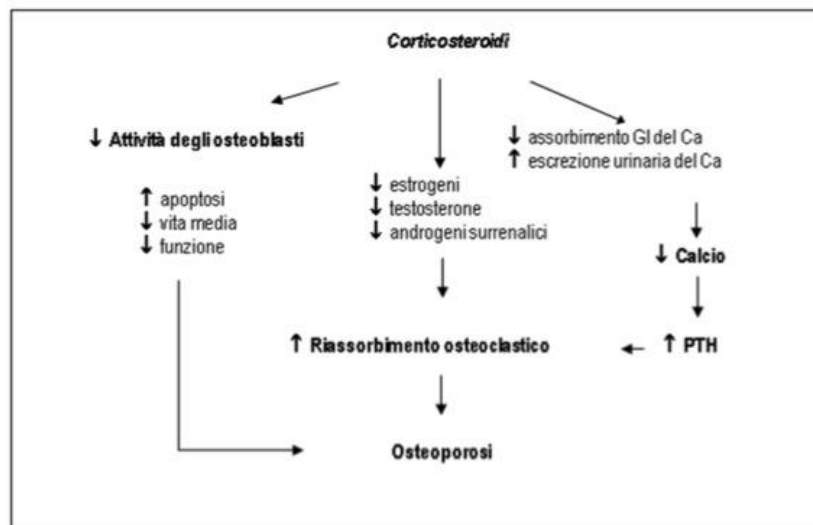 Corticosteroidi
↓ Attività degli osteoblasti
↑ apoptosi
↓ vita media
↓ funzione
↓ estrogeni
↓ testosterone
↓ androgeni surrenalici
↓ assorbimento GI del Ca
↑ escrezione urinaria del Ca
↓ Calcio
↑ PTH
↑ Riassorbimento osteoclastico
Osteoporosi